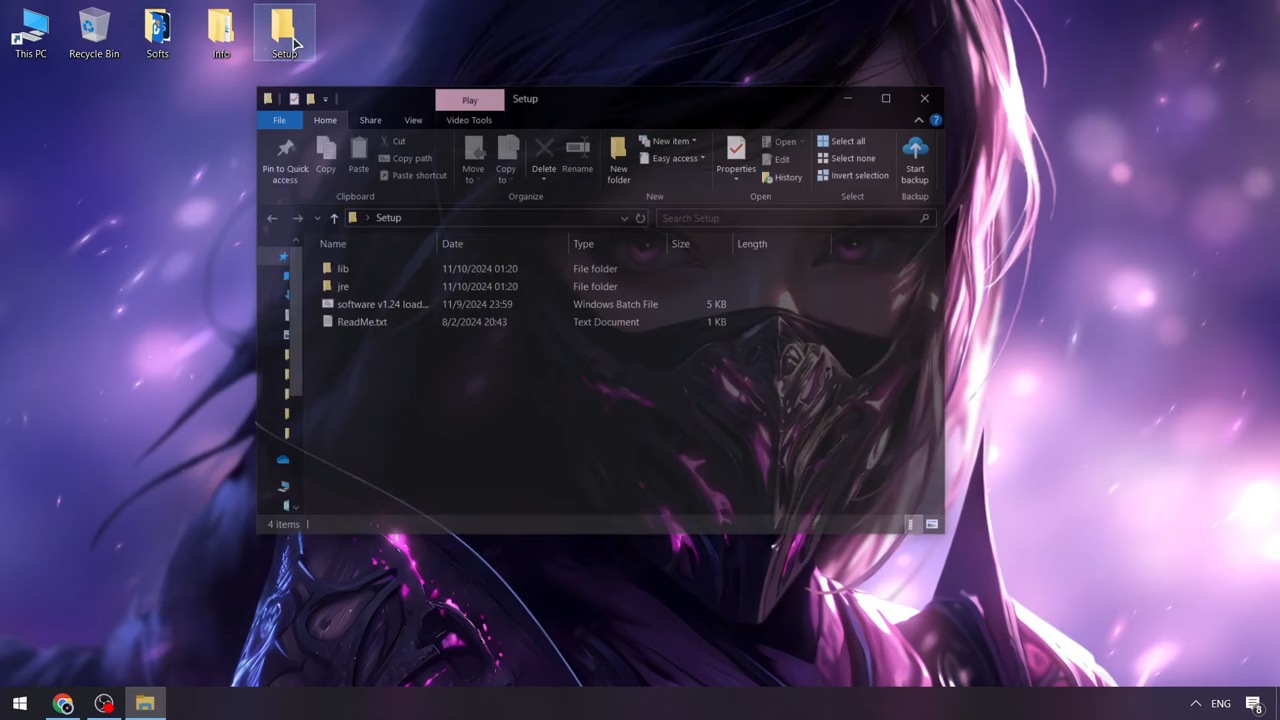 This PC
Recycle Bin
Softs
Info
Setup
Play
Setup
File
Home
Share
View
Video Tools
Pin to Quick access
Copy
Paste
Cut
Copy path
Paste shortcut
Move to
Copy to
Delete
Rename
New folder
New item
Easy access
Properties
Open
Edit
History
Select all
Select none
Invert selection
Start backup
Clipboard
Organize
New
Open
Select
Backup
Setup
Search Setup
Name Date Type Size Length
lib 11/10/2024 01:20 File folder
jre 11/10/2024 01:20 File folder
software v1.24 load... 11/9/2024 23:59 Windows Batch File 5 KB
ReadMe.txt 8/2/2024 20:43 Text Document 1 KB
4 items
ENG
8